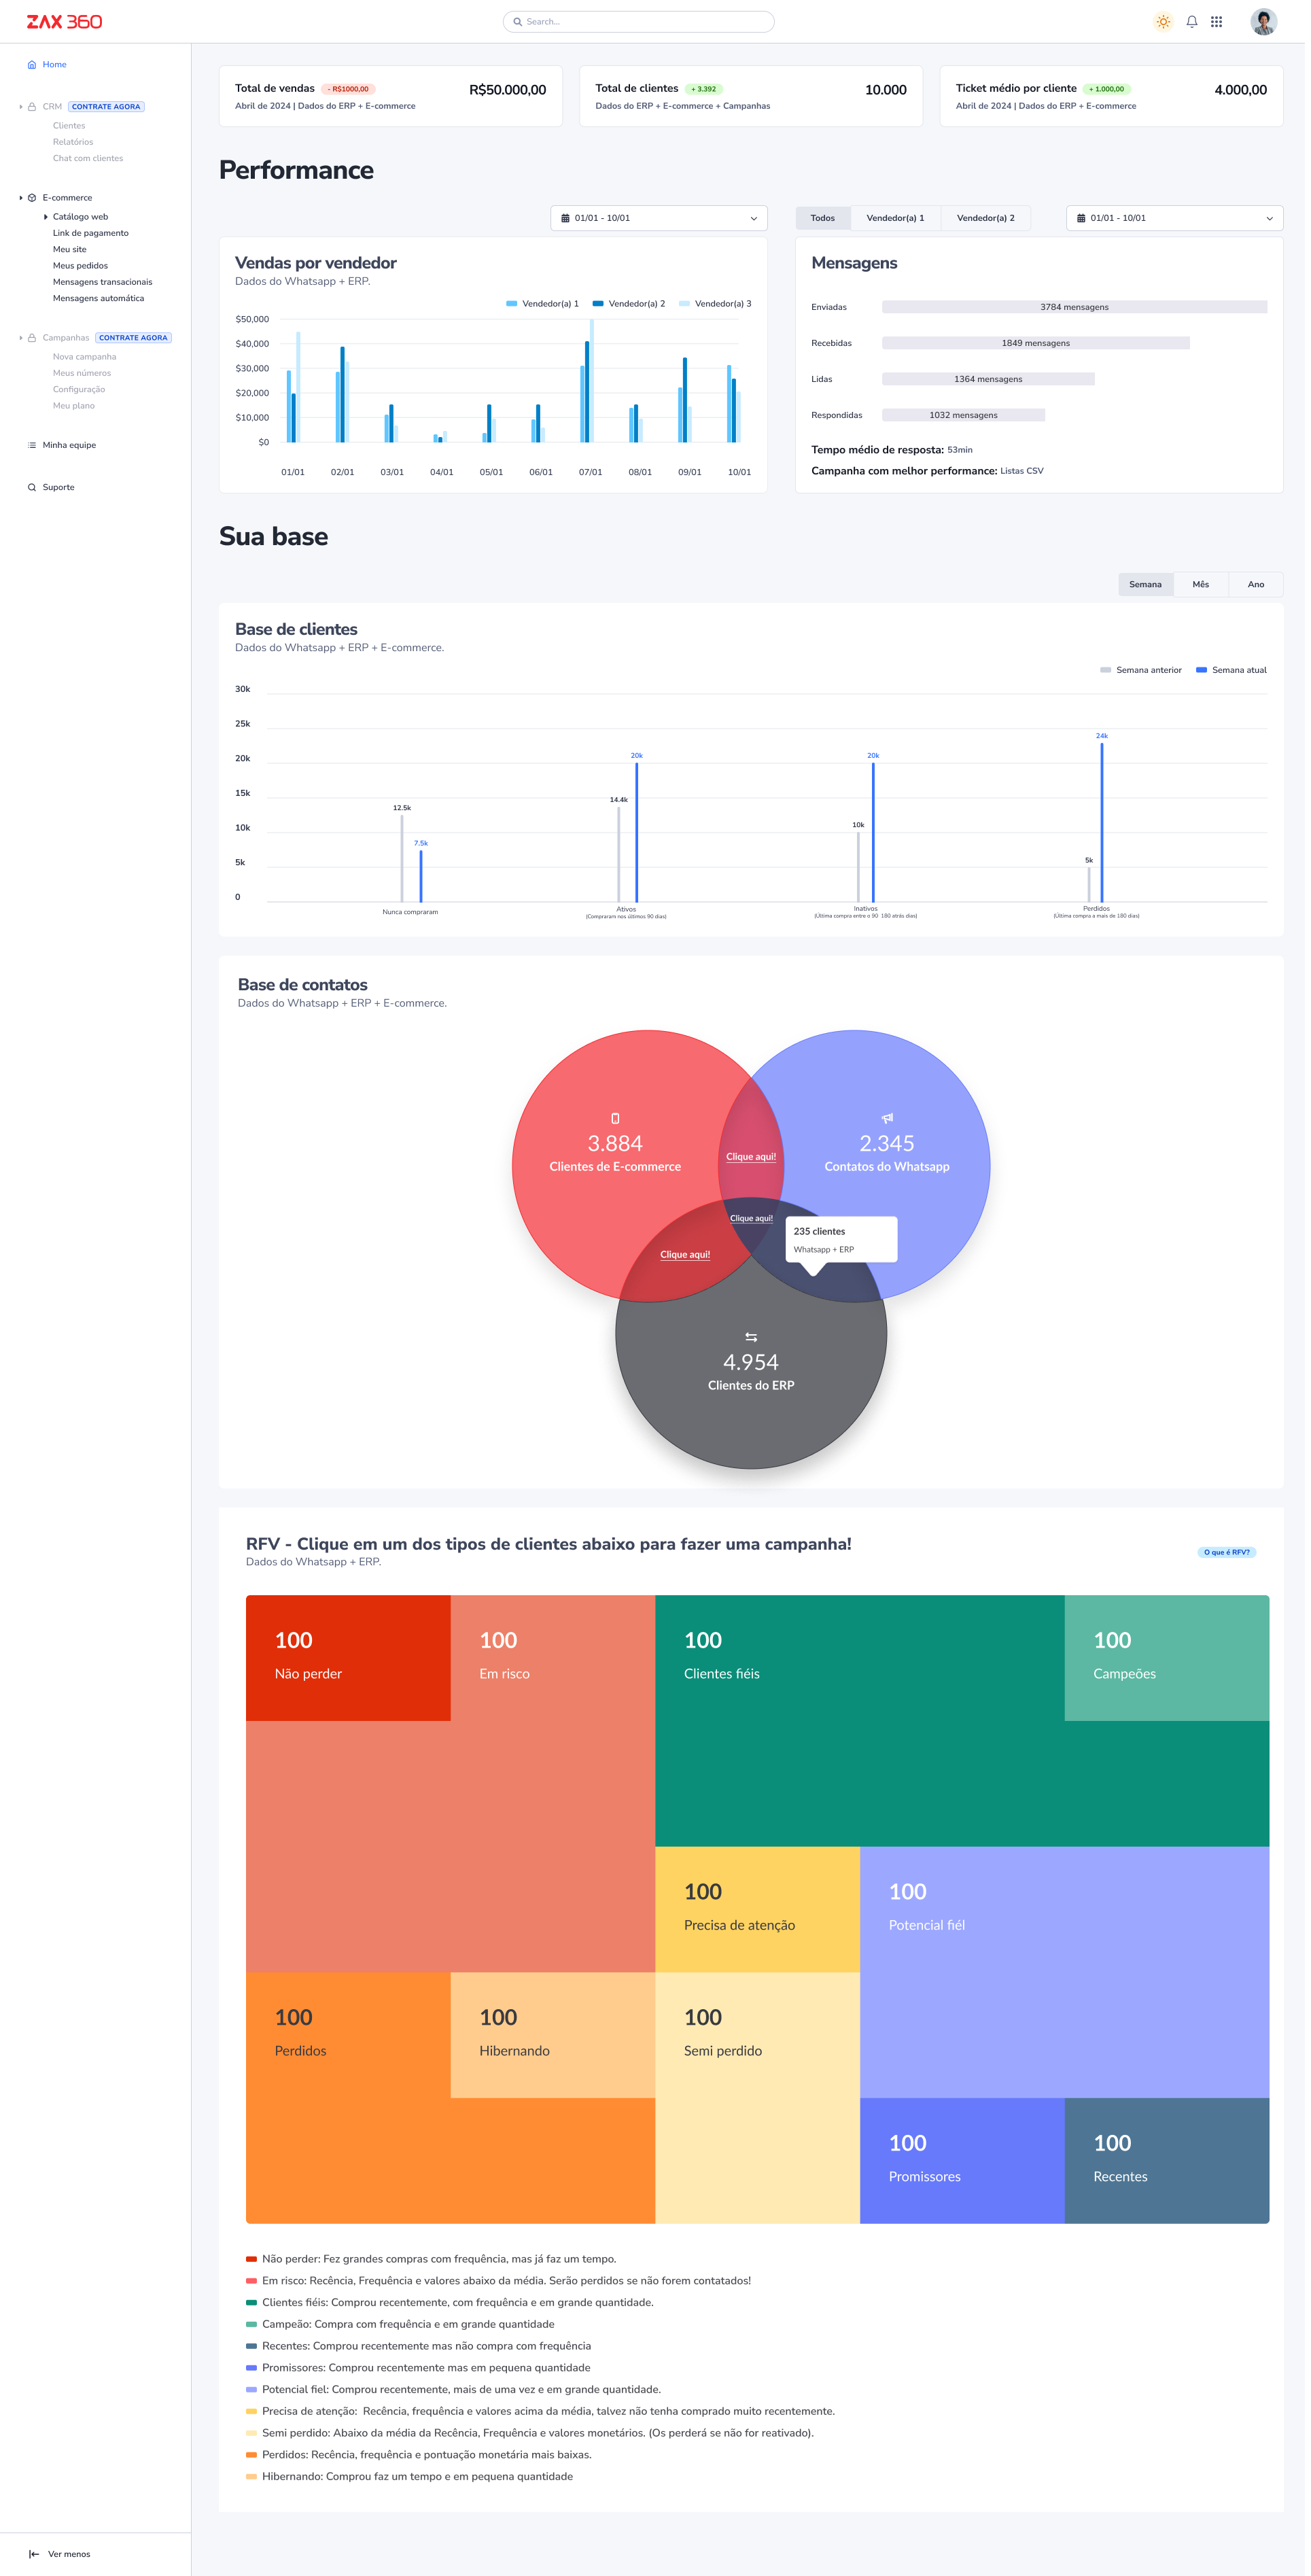 ZAX 360
Search...
Home
CRM CONTRATE AGORA
Clientes
Relatórios
Chat com clientes
E-commerce
Catálogo web
Link de pagamento
Meu site
Meus pedidos
Mensagens transacionais
Mensagens automática
Campanhas CONTRATE AGORA
Nova campanha
Meus números
Configuração
Meu plano
Minha equipe
Suporte
Ver menos
Total de vendas - R$1000,00 R$50.000,00
Abril de 2024 | Dados do ERP + E-commerce
Total de clientes + 3.392 10.000
Dados do ERP + E-commerce + Campanhas
Ticket médio por cliente + 1.000,00 4.000,00
Abril de 2024 | Dados do ERP + E-commerce
Performance
01/01 - 10/01
Todos Vendedor(a) 1 Vendedor(a) 2
01/01 - 10/01
Vendas por vendedor
Dados do Whatsapp + ERP.
Vendedor(a) 1 Vendedor(a) 2 Vendedor(a) 3
$50,000
$40,000
$30,000
$20,000
$10,000
$0
01/01 02/01 03/01 04/01 05/01 06/01 07/01 08/01 09/01 10/01
Mensagens
Enviadas 3784 mensagens
Recebidas 1849 mensagens
Lidas 1364 mensagens
Respondidas 1032 mensagens
Tempo médio de resposta: 53min
Campanha com melhor performance: Listas CSV
Sua base
Semana Mês Ano
Base de clientes
Dados do Whatsapp + ERP + E-commerce.
Semana anterior Semana atual
30k
25k
20k
15k
10k
5k
0
12.5k
7.5k
14.4k
20k
10k
20k
5k
24k
Nunca compraram
Ativos
(Compraram nos últimos 90 dias)
Inativos
(Última compra entre o 90 180 atrás dias)
Perdidos
(Última compra a mais de 180 dias)
Base de contatos
Dados do Whatsapp + ERP + E-commerce.
3.884
Clientes de E-commerce
2.345
Contatos do Whatsapp
Clique aqui!
Clique aqui!
Clique aqui!
235 clientes
Whatsapp + ERP
4.954
Clientes do ERP
RFV - Clique em um dos tipos de clientes abaixo para fazer uma campanha!
Dados do Whatsapp + ERP.
O que é RFV?
100
Não perder
100
Em risco
100
Clientes fiéis
100
Campeões
100
Precisa de atenção
100
Potencial fiél
100
Perdidos
100
Hibernando
100
Semi perdido
100
Promissores
100
Recentes
Não perder: Fez grandes compras com frequência, mas já faz um tempo.
Em risco: Recência, Frequência e valores abaixo da média. Serão perdidos se não forem contatados!
Clientes fiéis: Comprou recentemente, com frequência e em grande quantidade.
Campeão: Compra com frequência e em grande quantidade
Recentes: Comprou recentemente mas não compra com frequência
Promissores: Comprou recentemente mas em pequena quantidade
Potencial fiel: Comprou recentemente, mais de uma vez e em grande quantidade.
Precisa de atenção: Recência, frequência e valores acima da média, talvez não tenha comprado muito recentemente.
Semi perdido: Abaixo da média da Recência, Frequência e valores monetários. (Os perderá se não for reativado).
Perdidos: Recência, frequência e pontuação monetária mais baixas.
Hibernando: Comprou faz um tempo e em pequena quantidade